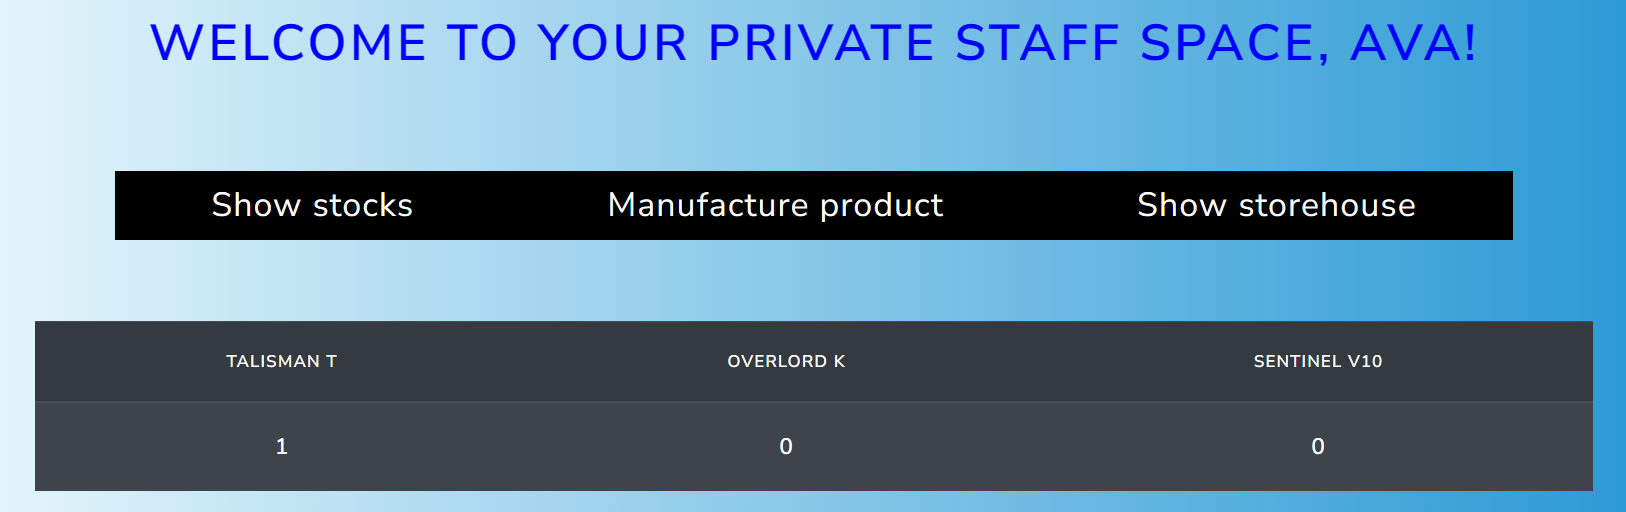 WELCOME TO YOUR PRIVATE STAFF SPACE, AVA!
Show stocks Manufacture product Show storehouse
TALISMAN T OVERLORD K SENTINEL V10
1 0 0